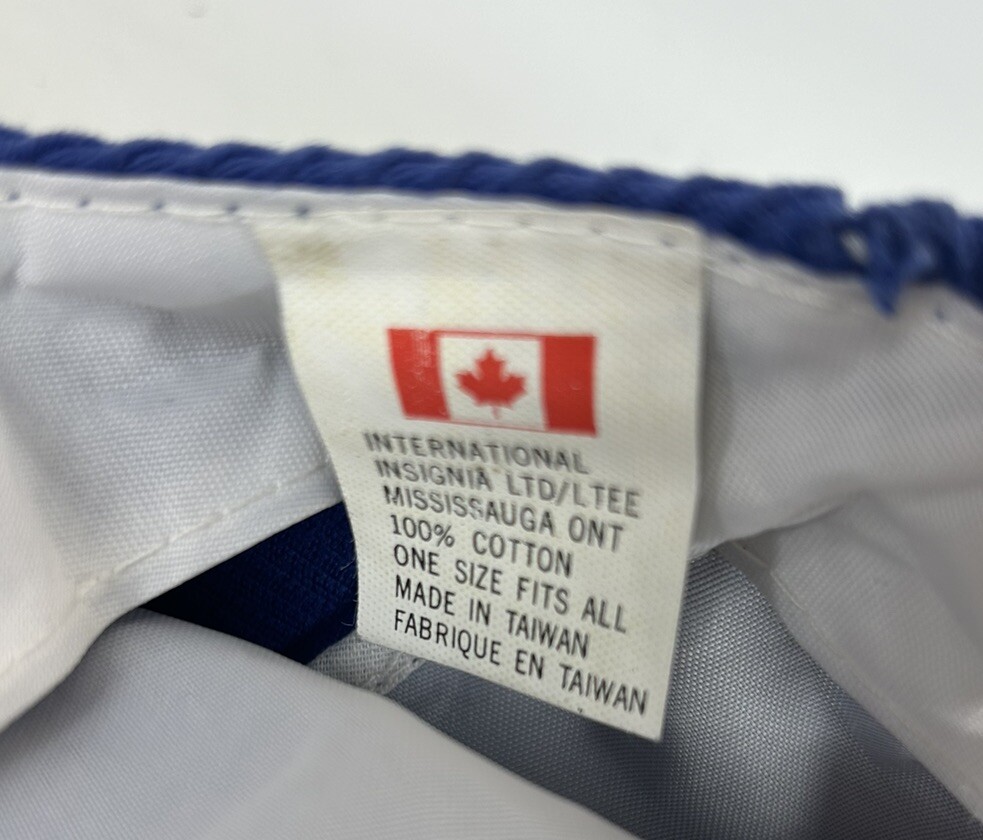 INTERNATIONAL
INSIGNIA LTD/LTEE
MISSISSAUGA ONT
100% COTTON
ONE SIZE FITS ALL
MADE IN TAIWAN
FABRIQUE EN TAIWAN